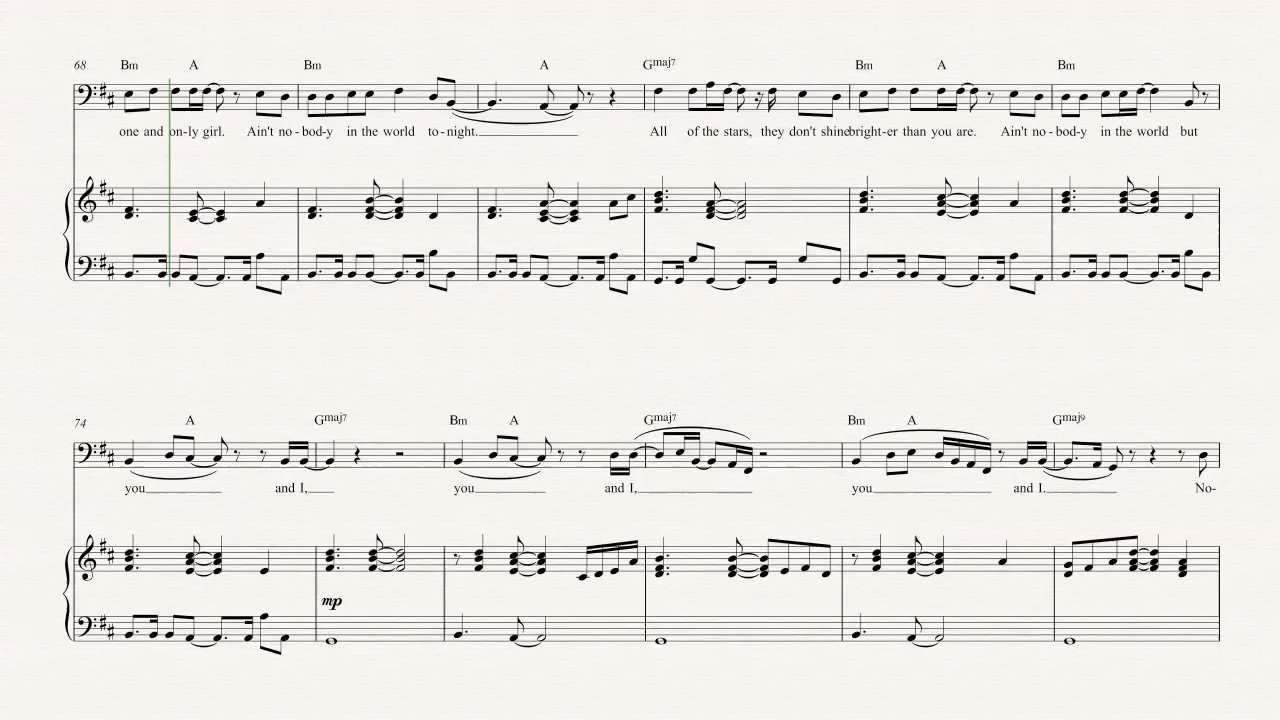 68 Bm A Bm A Gmaj7 Bm A Bm
one and on-ly girl. Ain't no-bod-y in the world to-night. All of the stars, they don't shine bright-er than you are. Ain't no-bod-y in the world but
74 A Gmaj7 Bm A Gmaj7 Bm A Gmaj9
you and I, you and I, you and I, No-
mp